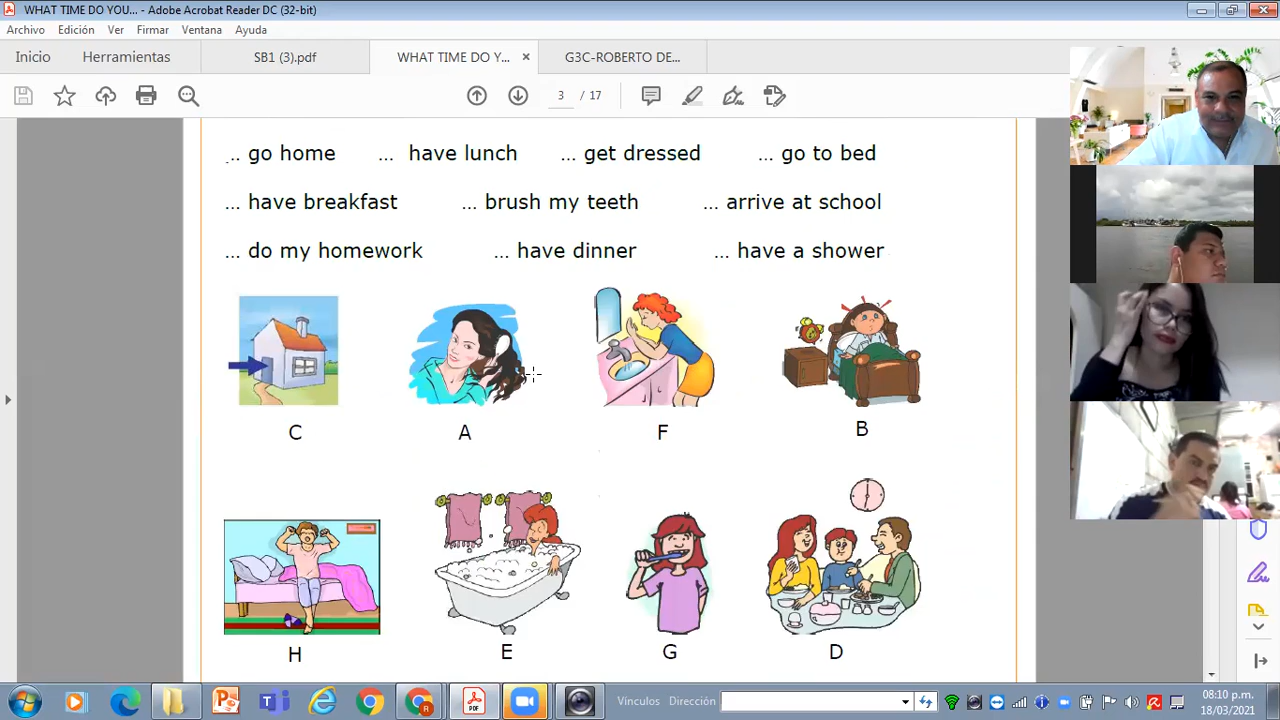 WHAT TIME DO YOU... - Adobe Acrobat Reader DC (32-bit)
Archivo Edición Ver Firmar Ventana Ayuda
Inicio Herramientas SB1 (3).pdf WHAT TIME DO Y... × G3C-ROBERTO DE...
3 / 17
... go home ... have lunch ... get dressed ... go to bed
... have breakfast ... brush my teeth ... arrive at school
... do my homework ... have dinner ... have a shower
C A F B
H E G D
Vínculos Dirección 08:10 p.m.
18/03/2021